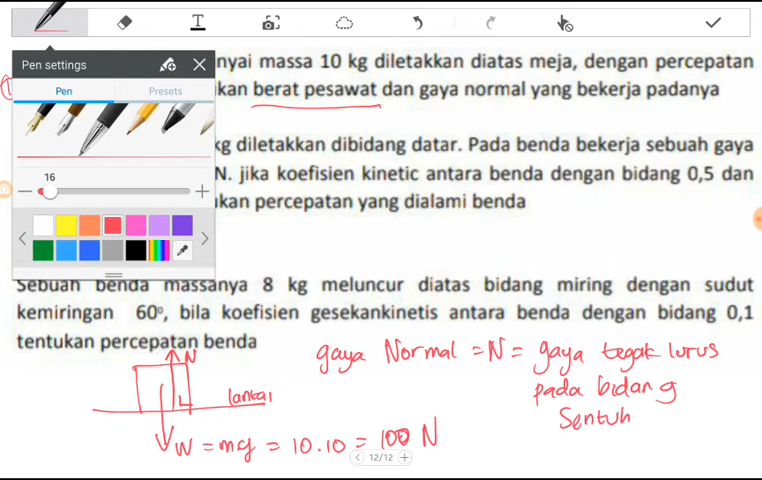 T
Pen settings
Pen
Presets
16
nyai massa 10 kg diletakkan diatas meja, dengan percepatan
kan berat pesawat dan gaya normal yang bekerja padanya
kg diletakkan dibidang datar. Pada benda bekerja sebuah gaya
N. jika koefisien kinetic antara benda dengan bidang 0,5 dan
ukan percepatan yang dialami benda
Sebuah benda massanya 8 kg meluncur diatas bidang miring dengan sudut
kemiringan 60°, bila koefisien gesekankinetis antara benda dengan bidang 0,1
tentukan percepatan benda
N
gaya Normal = N = gaya tegak lurus
pada bidang
Sentuh
lantai
W = mg = 10.10 = 100 N
12/12